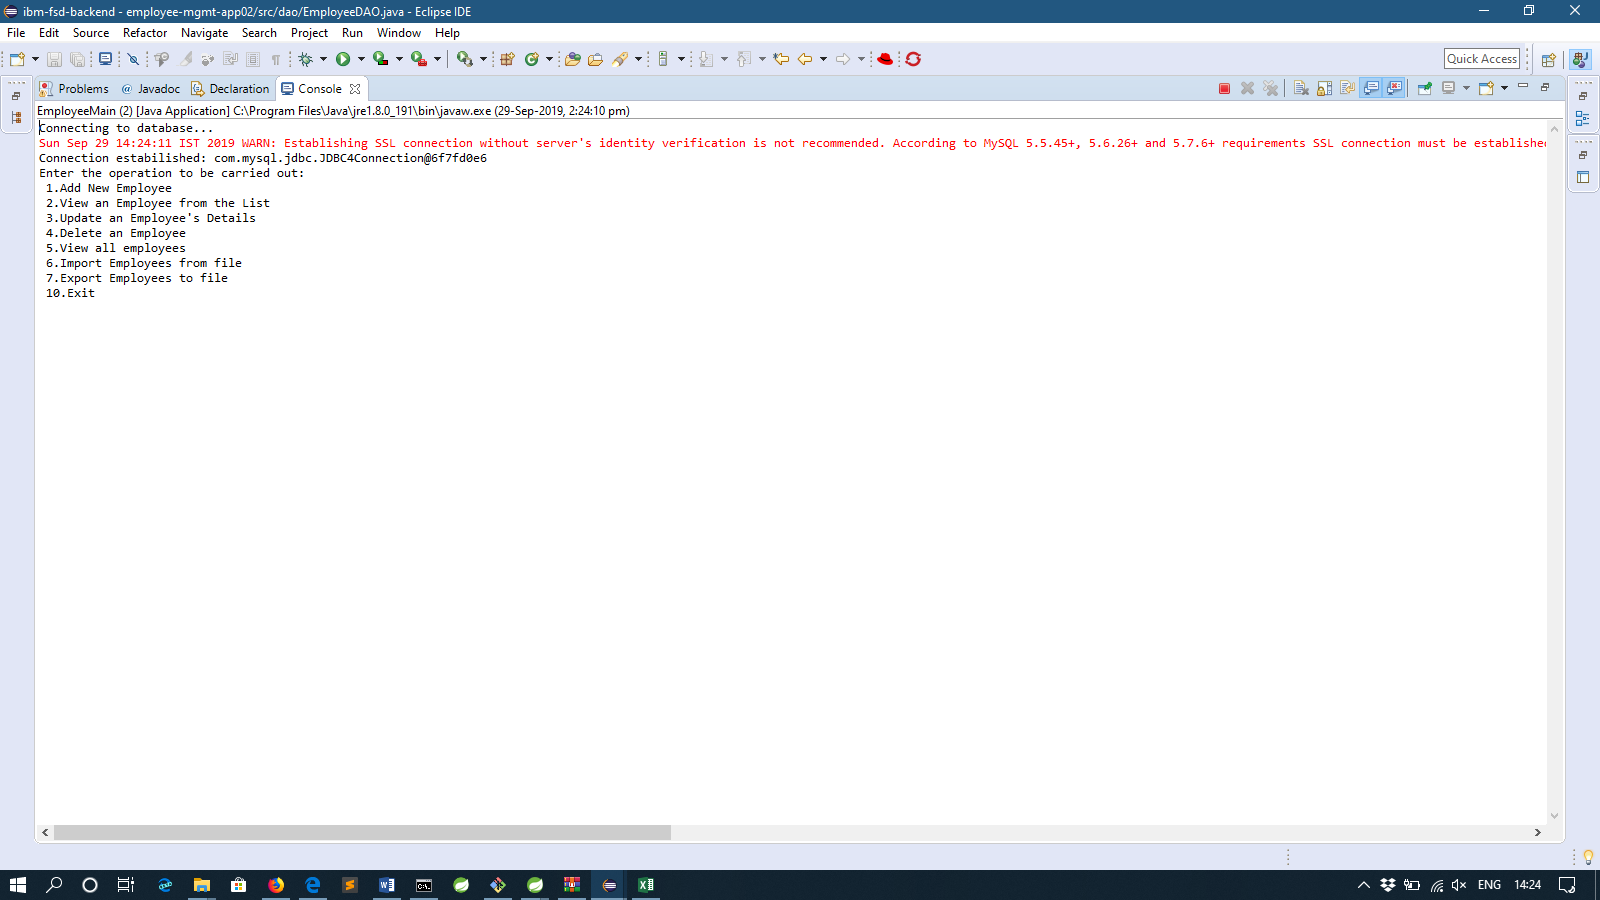 ibm-fsd-backend - employee-mgmt-app02/src/dao/EmployeeDAO.java - Eclipse IDE
File Edit Source Refactor Navigate Search Project Run Window Help
Quick Access
Problems @ Javadoc Declaration Console
EmployeeMain (2) [Java Application] C:\Program Files\Java\jre1.8.0_191\bin\javaw.exe (29-Sep-2019, 2:24:10 pm)
Connecting to database...
Sun Sep 29 14:24:11 IST 2019 WARN: Establishing SSL connection without server's identity verification is not recommended. According to MySQL 5.5.45+, 5.6.26+ and 5.7.6+ requirements SSL connection must be established
Connection estabilished: com.mysql.jdbc.JDBC4Connection@6f7fd0e6
Enter the operation to be carried out:
1.Add New Employee
2.View an Employee from the List
3.Update an Employee's Details
4.Delete an Employee
5.View all employees
6.Import Employees from file
7.Export Employees to file
10.Exit
ENG 14:24